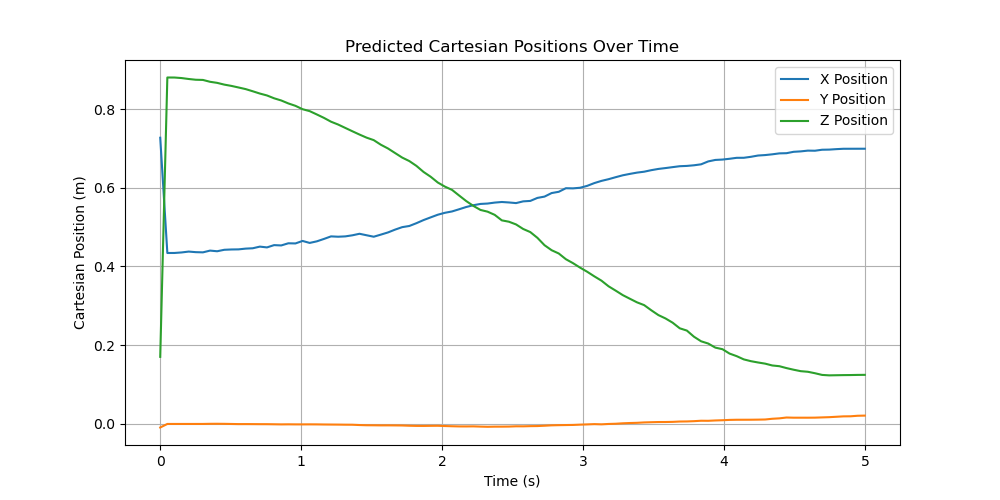 Predicted Cartesian Positions Over Time
X Position
Y Position
Z Position
Cartesian Position (m)
0.8
0.6
0.4
0.2
0.0
0 1 2 3 4 5
Time (s)